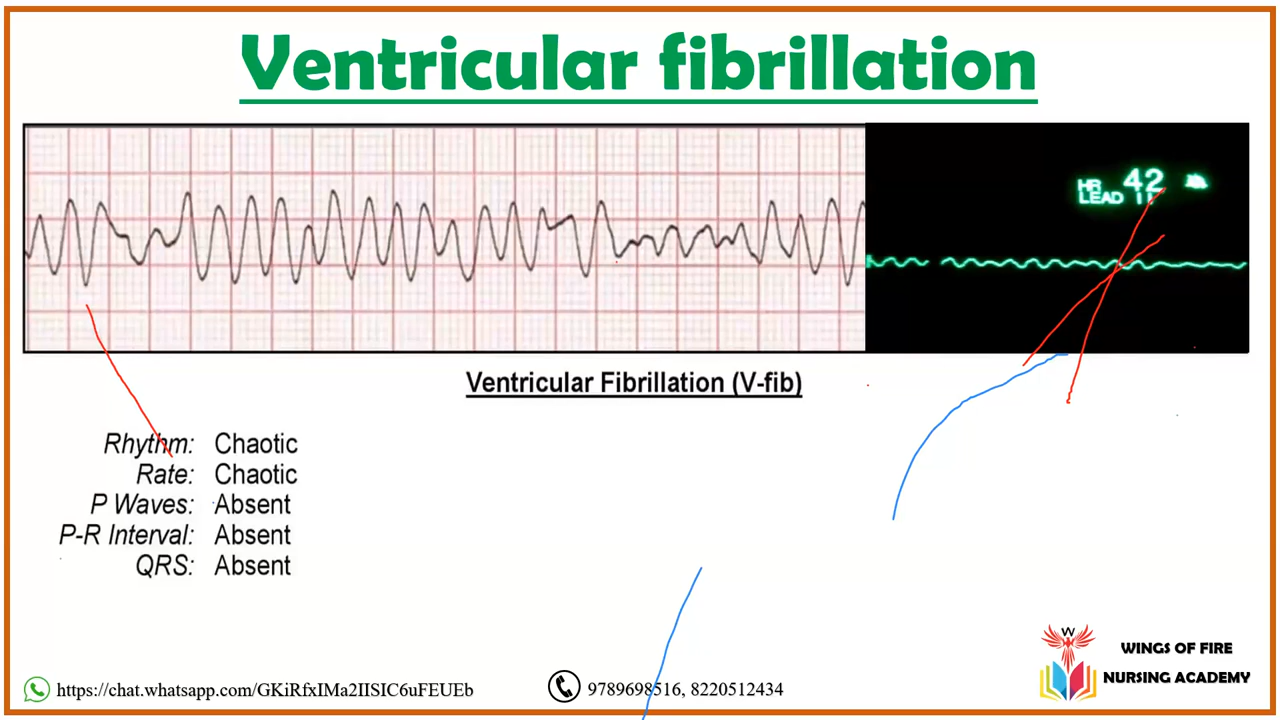 Ventricular fibrillation
HR 42
LEAD II
Ventricular Fibrillation (V-fib)
Rhythm: Chaotic
Rate: Chaotic
P Waves: Absent
P-R Interval: Absent
QRS: Absent
W
WINGS OF FIRE
NURSING ACADEMY
https://chat.whatsapp.com/GKiRfxIMa2IISIC6uFEUEb
9789698516, 8220512434